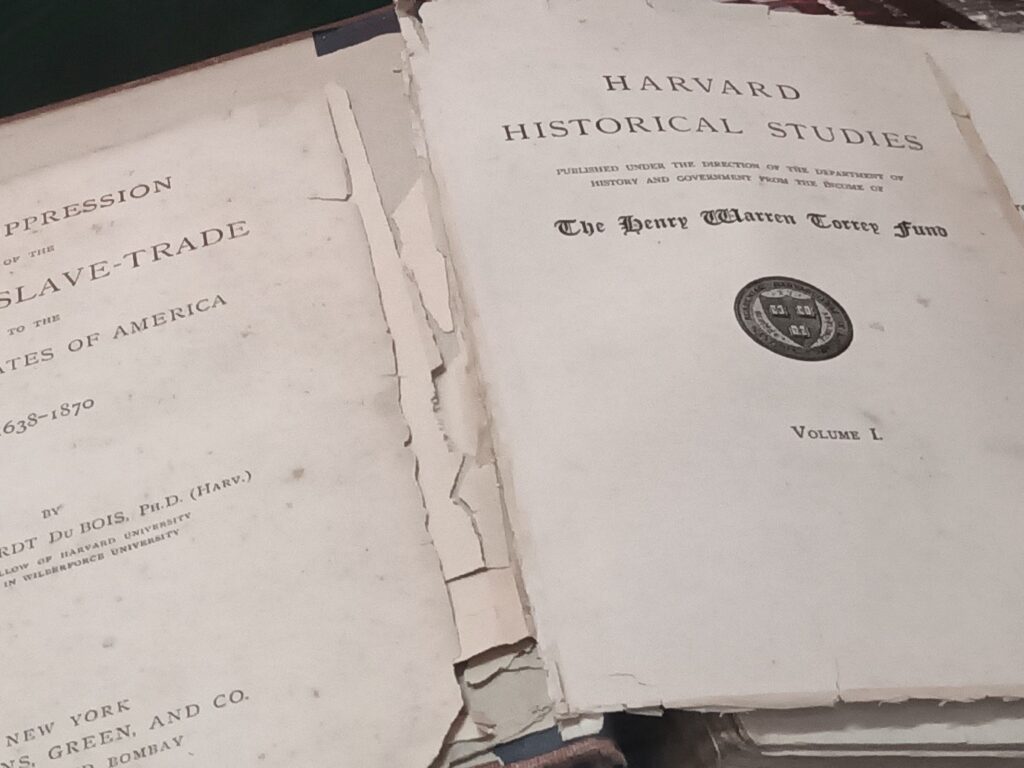 PPRESSION
OF THE
SLAVE-TRADE
TO THE
ATES OF AMERICA
1638–1870
BY
RDT DU BOIS, PH.D. (HARV.)
LLOW OF HARVARD UNIVERSITY
IN WILBERFORCE UNIVERSITY
NEW YORK
NS, GREEN, AND CO.
D BOMBAY
HARVARD
HISTORICAL STUDIES
PUBLISHED UNDER THE DIRECTION OF THE DEPARTMENT OF
HISTORY AND GOVERNMENT FROM THE INCOME OF
The Henry Warren Torrey Fund
VOLUME I.